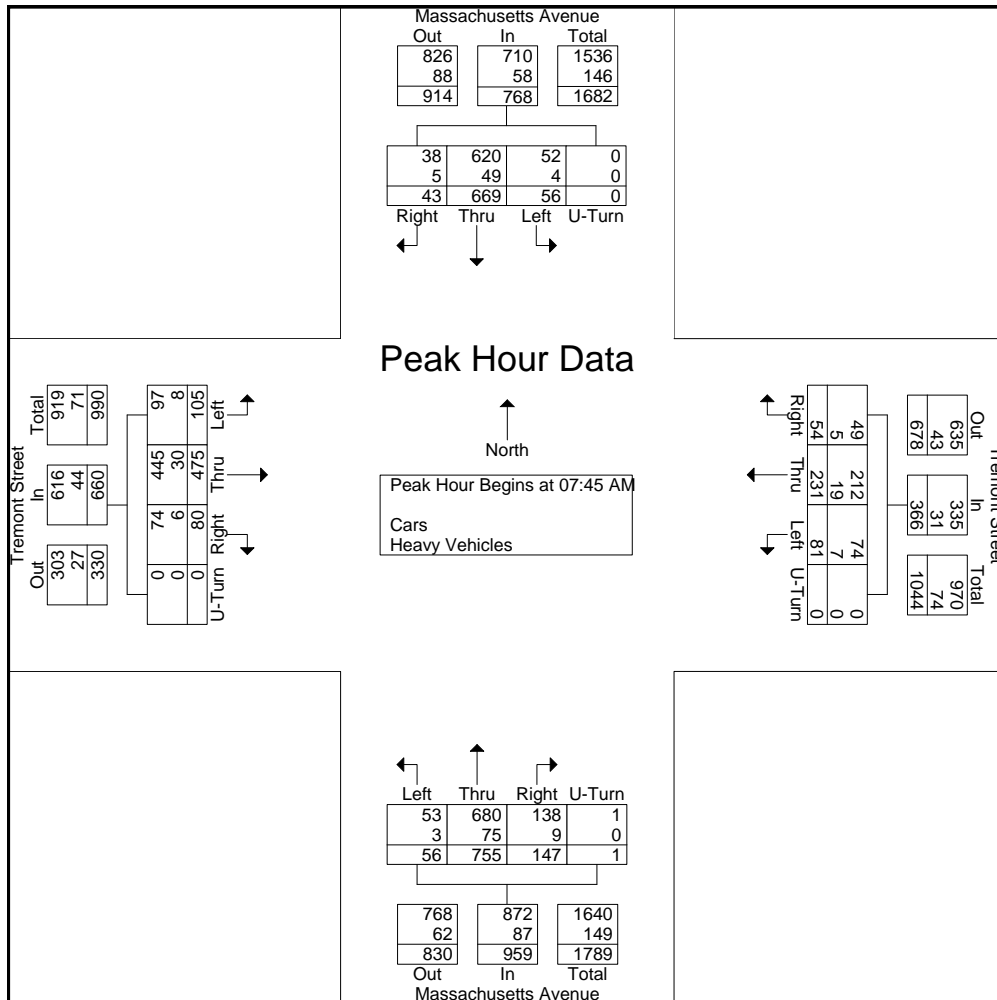 Massachusetts Avenue
Out In Total
826 710 1536
88 58 146
914 768 1682
38 620 52 0
5 49 4 0
43 669 56 0
Right Thru Left U-Turn
Peak Hour Data
North
Peak Hour Begins at 07:45 AM
Cars
Heavy Vehicles
Tremont Street
Total In Out
919 616 303
71 44 27
990 660 330
97 445 74 0
8 30 6 0
105 475 80 0
Left Thru Right U-Turn
Tremont Street
Out In Total
635 335 970
43 31 74
678 366 1044
49 212 74 0
5 19 7 0
54 231 81 0
Right Thru Left U-Turn
Left Thru Right U-Turn
53 680 138 1
3 75 9 0
56 755 147 1
768 872 1640
62 87 149
830 959 1789
Out In Total
Massachusetts Avenue